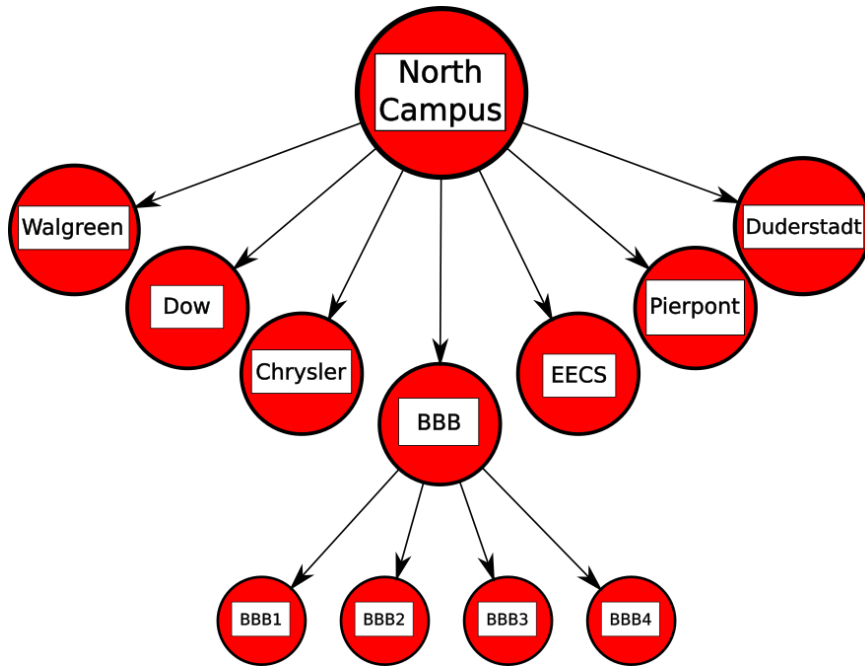 North
Campus
Walgreen
Duderstadt
Dow
Pierpont
Chrysler
EECS
BBB
BBB1
BBB2
BBB3
BBB4